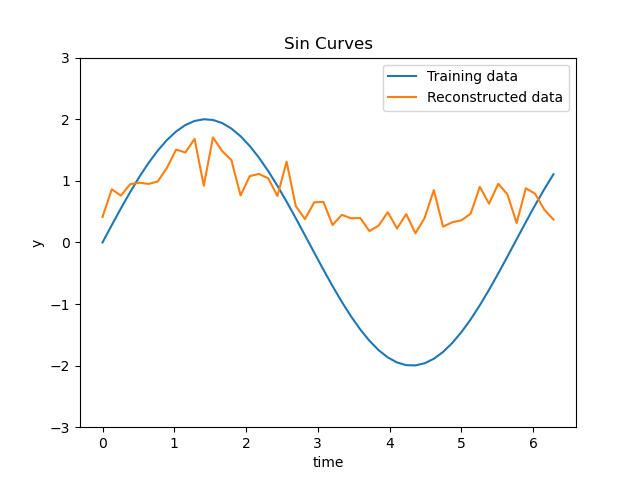 Sin Curves
Training data
Reconstructed data
3
2
1
0
−1
−2
−3
y
0 1 2 3 4 5 6
time